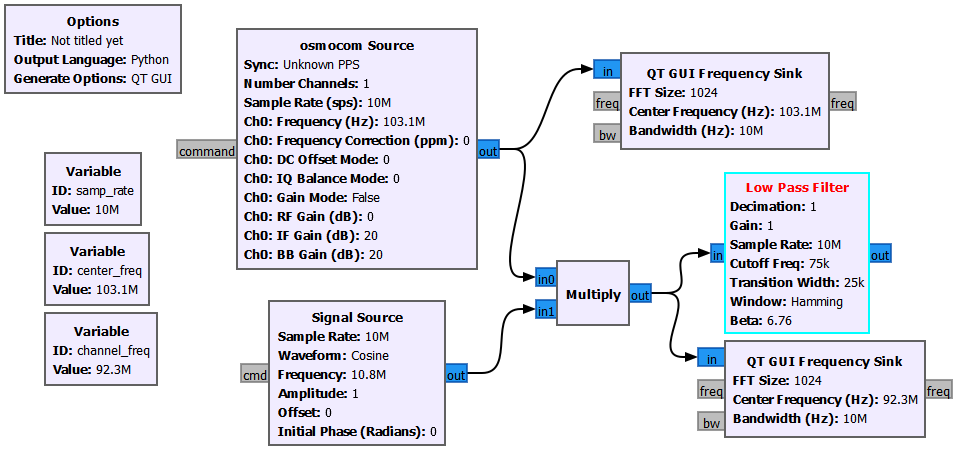 Options
Title: Not titled yet
Output Language: Python
Generate Options: QT GUI
Variable
ID: samp_rate
Value: 10M
Variable
ID: center_freq
Value: 103.1M
Variable
ID: channel_freq
Value: 92.3M
osmocom Source
Sync: Unknown PPS
Number Channels: 1
Sample Rate (sps): 10M
Ch0: Frequency (Hz): 103.1M
Ch0: Frequency Correction (ppm): 0
Ch0: DC Offset Mode: 0
Ch0: IQ Balance Mode: 0
Ch0: Gain Mode: False
Ch0: RF Gain (dB): 0
Ch0: IF Gain (dB): 20
Ch0: BB Gain (dB): 20
command
out
Signal Source
Sample Rate: 10M
Waveform: Cosine
Frequency: 10.8M
Amplitude: 1
Offset: 0
Initial Phase (Radians): 0
cmd
out
in0
in1
Multiply
out
in
freq
bw
QT GUI Frequency Sink
FFT Size: 1024
Center Frequency (Hz): 103.1M
Bandwidth (Hz): 10M
freq
in
Low Pass Filter
Decimation: 1
Gain: 1
Sample Rate: 10M
Cutoff Freq: 75k
Transition Width: 25k
Window: Hamming
Beta: 6.76
out
in
freq
bw
QT GUI Frequency Sink
FFT Size: 1024
Center Frequency (Hz): 92.3M
Bandwidth (Hz): 10M
freq